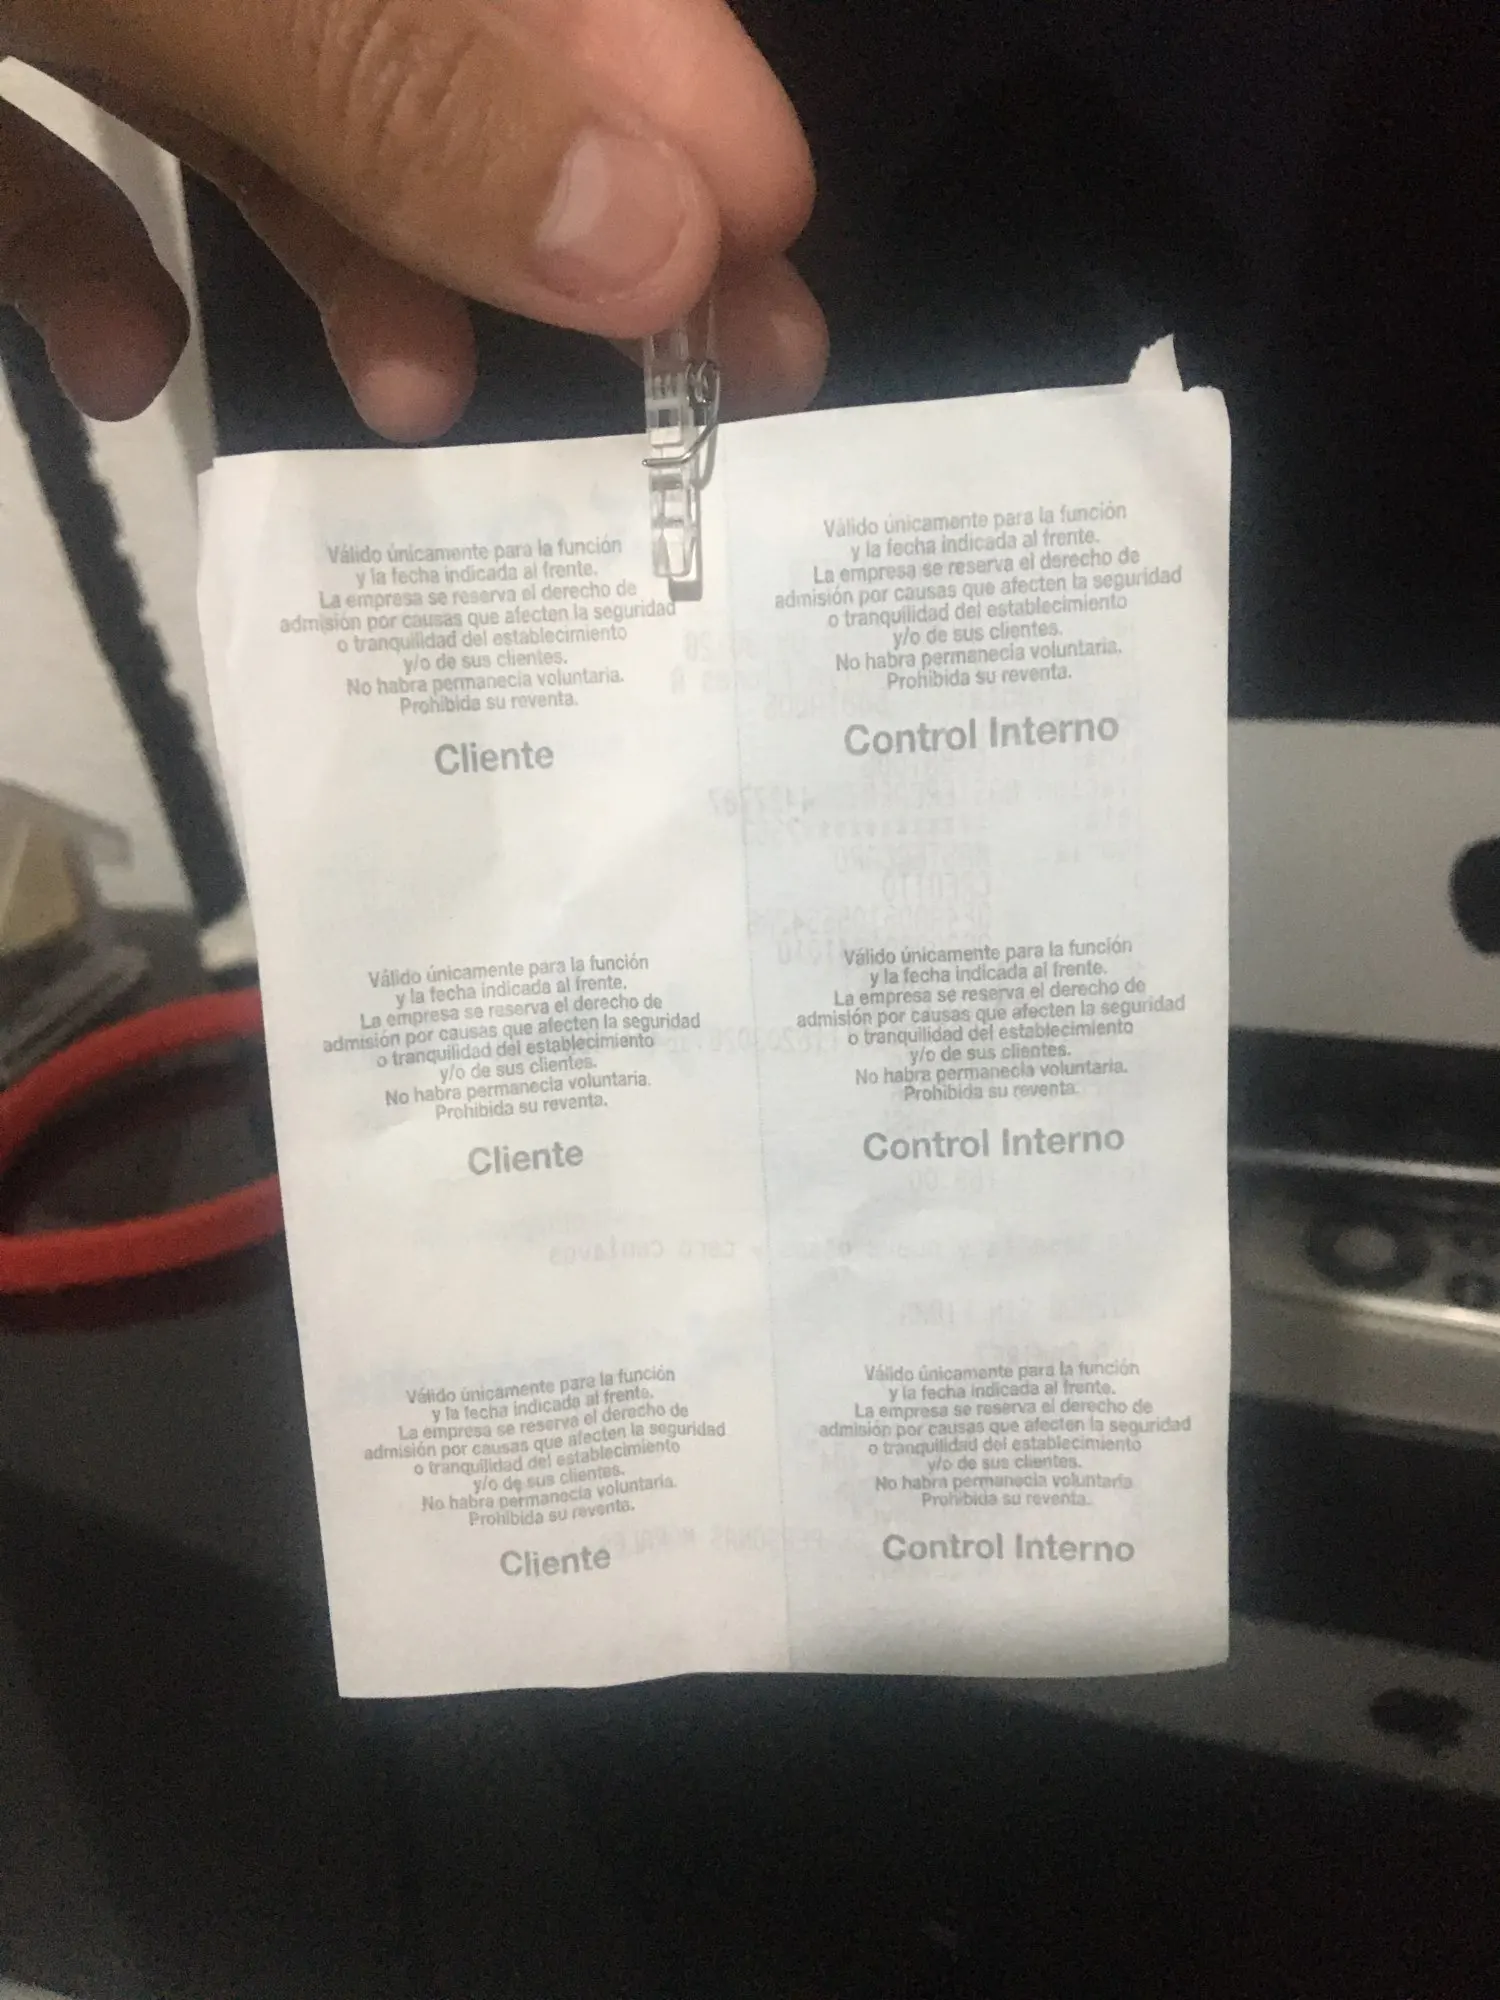 Válido únicamente para la función
y la fecha indicada al frente.
La empresa se reserva el derecho de
admisión por causas que afecten la seguridad
o tranquilidad del establecimiento
y/o de sus clientes.
No habra permanecia voluntaria.
Prohibida su reventa.
Cliente
Válido únicamente para la función
y la fecha indicada al frente.
La empresa se reserva el derecho de
admisión por causas que afecten la seguridad
o tranquilidad del establecimiento
y/o de sus clientes.
No habra permanecia voluntaria.
Prohibida su reventa.
Control Interno
Válido únicamente para la función
y la fecha indicada al frente.
La empresa se reserva el derecho de
admisión por causas que afecten la seguridad
o tranquilidad del establecimiento
y/o de sus clientes.
No habra permanecia voluntaria.
Prohibida su reventa.
Cliente
Válido únicamente para la función
y la fecha indicada al frente.
La empresa se reserva el derecho de
admisión por causas que afecten la seguridad
o tranquilidad del establecimiento
y/o de sus clientes.
No habra permanecia voluntaria.
Prohibida su reventa.
Control Interno
Válido únicamente para la función
y la fecha indicada al frente.
La empresa se reserva el derecho de
admisión por causas que afecten la seguridad
o tranquilidad del establecimiento
y/o de sus clientes.
No habra permanecia voluntaria.
Prohibida su reventa.
Cliente
Válido únicamente para la función
y la fecha indicada al frente.
La empresa se reserva el derecho de
admisión por causas que afecten la seguridad
o tranquilidad del establecimiento
y/o de sus clientes.
No habra permanecia voluntaria
Prohibida su reventa.
Control Interno